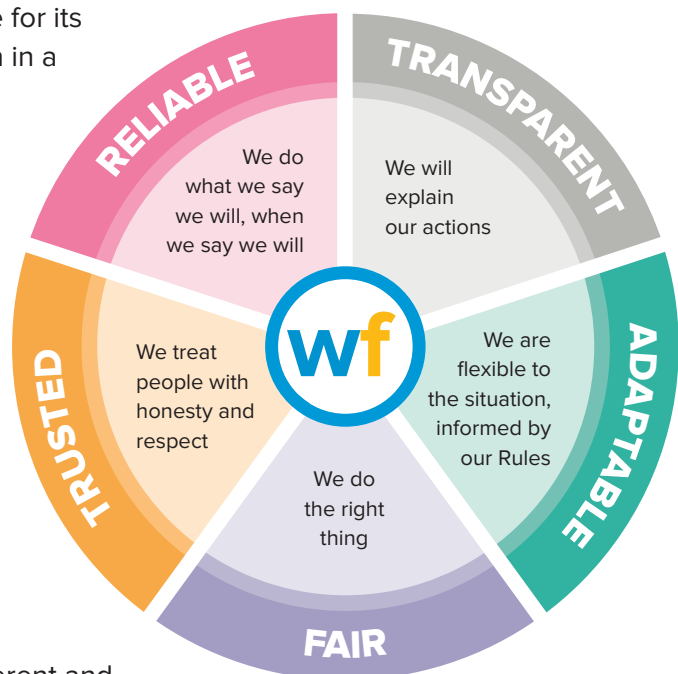 e for its
n in a
RELIABLE
We do
what we say
we will, when
we say we will
TRANSPARENT
We will
explain
our actions
ADAPTABLE
We are
flexible to
the situation,
informed by
our Rules
FAIR
We do
the right
thing
TRUSTED
We treat
people with
honesty and
respect
wf
erent and